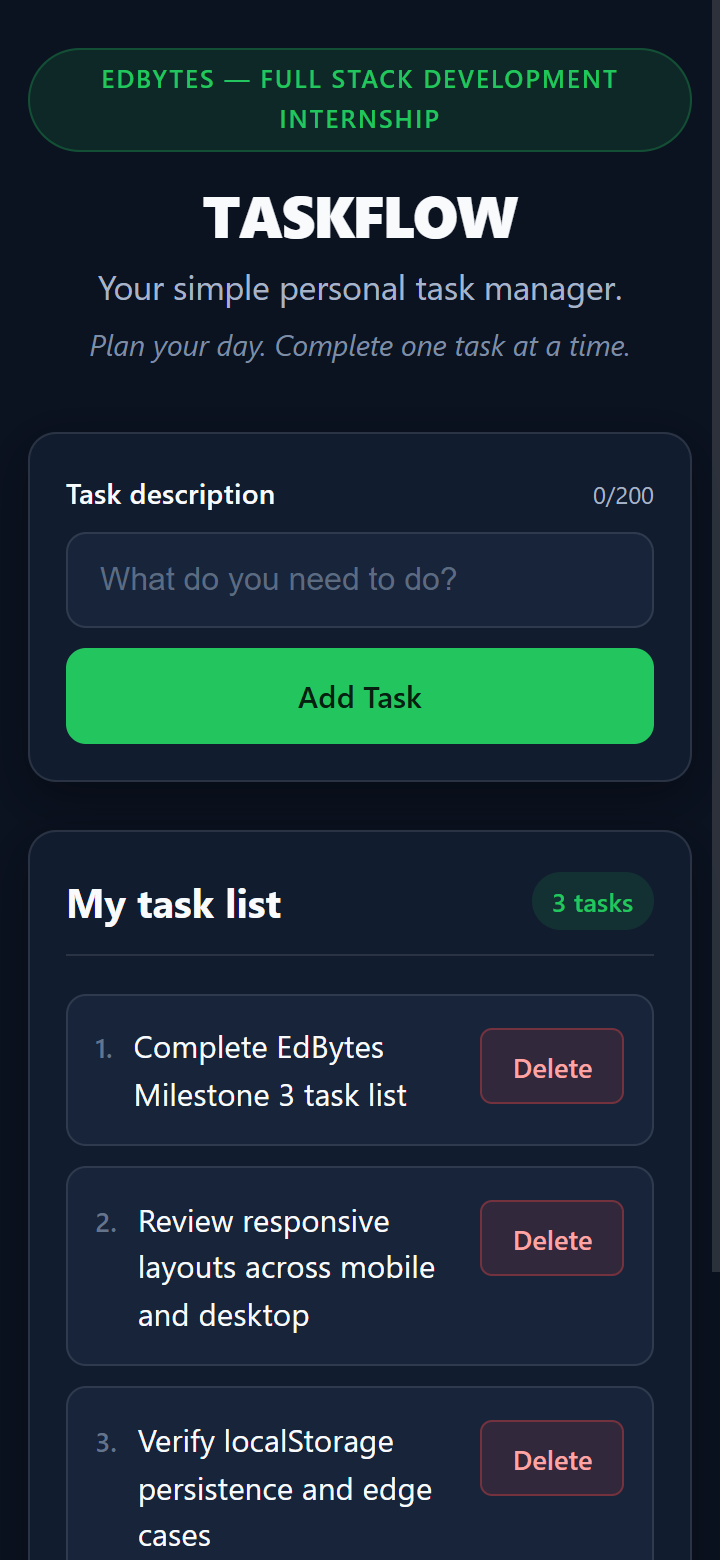 EDBYTES — FULL STACK DEVELOPMENT
INTERNSHIP
TASKFLOW
Your simple personal task manager.
Plan your day. Complete one task at a time.
Task description
0/200
What do you need to do?
Add Task
My task list
3 tasks
1. Complete EdBytes
Milestone 3 task list
Delete
2. Review responsive
layouts across mobile
and desktop
Delete
3. Verify localStorage
persistence and edge
cases
Delete